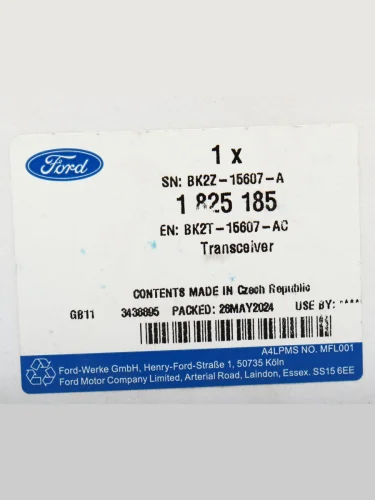 Ford
1 x
SN: BK2Z-15607-A
1 825 185
EN: BK2T-15607-AC
Transceiver
CONTENTS MADE IN Czech Republic
GB11 3438895 PACKED: 26MAY2024 USE BY:
A4LPMS NO. MFL001
Ford-Werke GmbH, Henry-Ford-Straße 1, 50735 Köln
Ford Motor Company Limited, Arterial Road, Laindon, Essex. SS15 6EE